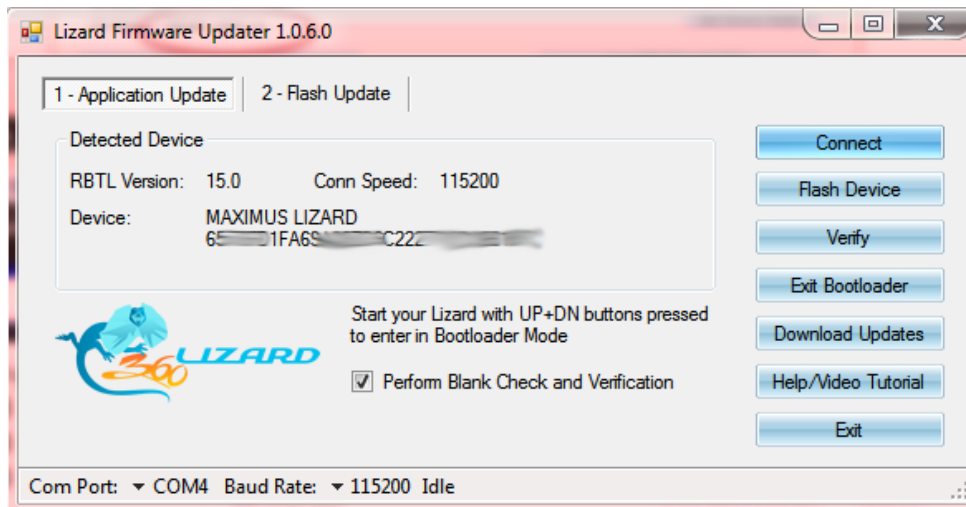 Lizard Firmware Updater 1.0.6.0
1 - Application Update
2 - Flash Update
Detected Device
RBTL Version: 15.0 Conn Speed: 115200
Device: MAXIMUS LIZARD
360 LIZARD
Start your Lizard with UP+DN buttons pressed
to enter in Bootloader Mode
Perform Blank Check and Verification
Connect
Flash Device
Verify
Exit Bootloader
Download Updates
Help/Video Tutorial
Exit
Com Port: COM4 Baud Rate: 115200 Idle